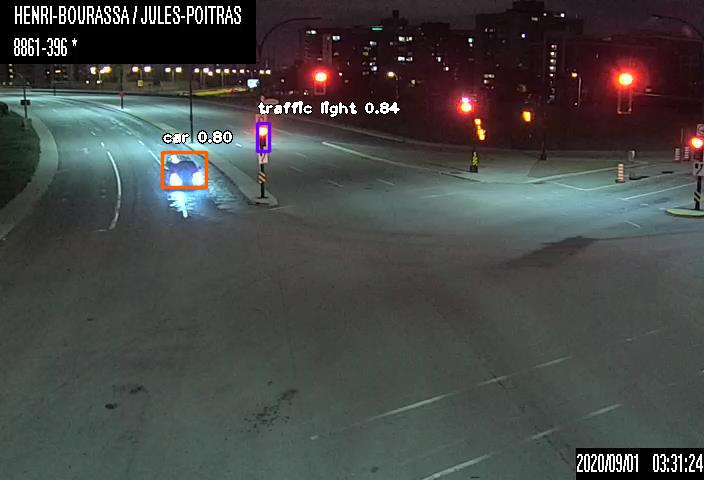 HENRI-BOURASSA / JULES-POITRAS
8861-396 *
traffic light 0.84
car 0.80
2020/09/01 03:31:24